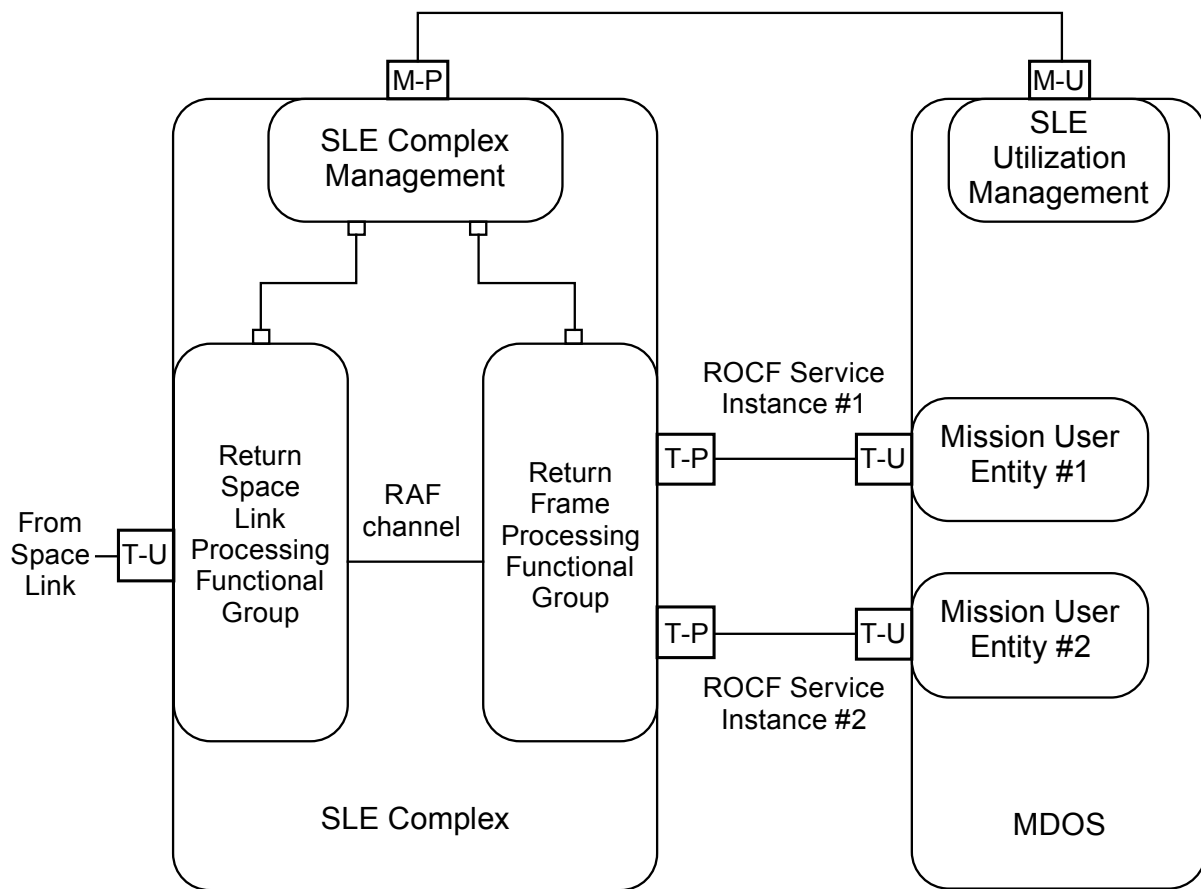 M-P
M-U
SLE Complex
Management
SLE
Utilization
Management
ROCF Service
Instance #1
T-P
T-U
Mission User
Entity #1
From
Space
Link
T-U
Return
Space
Link
Processing
Functional
Group
RAF
channel
Return
Frame
Processing
Functional
Group
T-P
T-U
Mission User
Entity #2
ROCF Service
Instance #2
SLE Complex
MDOS